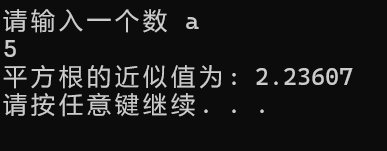 请输入一个数 a
5
平方根的近似值为: 2.23607
请按任意键继续. . .